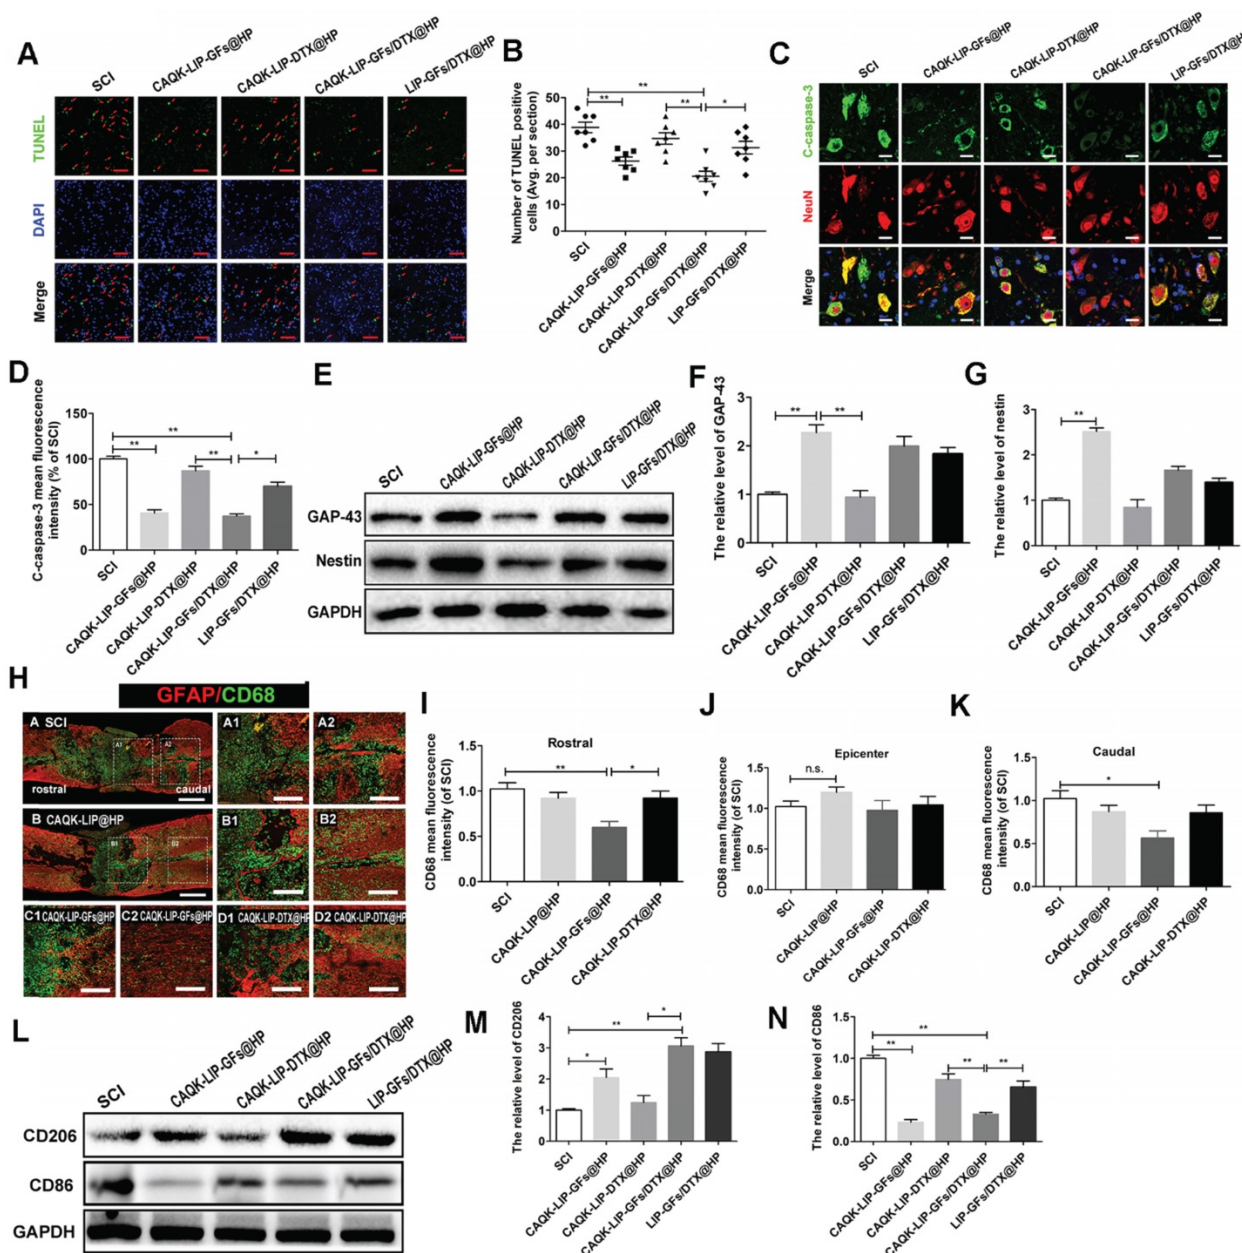 A
SCI
CAQK-LIP-GFs@HP
CAQK-LIP-DTX@HP
CAQK-LIP-GFs/DTX@HP
LIP-GFs/DTX@HP
TUNEL
DAPI
Merge
B
Number of TUNEL positive
cells (Avg. per section)
50
40
30
20
10
0
**
**
**
*
SCI
CAQK-LIP-GFs@HP
CAQK-LIP-DTX@HP
CAQK-LIP-GFs/DTX@HP
LIP-GFs/DTX@HP
C
SCI
CAQK-LIP-GFs@HP
CAQK-LIP-DTX@HP
CAQK-LIP-GFs/DTX@HP
LIP-GFs/DTX@HP
C-caspase-3
NeuN
Merge
D
C-caspase-3 mean fluorescence
intensity (% of SCI)
150
100
50
0
**
**
**
*
SCI
CAQK-LIP-GFs@HP
CAQK-LIP-DTX@HP
CAQK-LIP-GFs/DTX@HP
LIP-GFs/DTX@HP
E
SCI
CAQK-LIP-GFs@HP
CAQK-LIP-DTX@HP
CAQK-LIP-GFs/DTX@HP
LIP-GFs/DTX@HP
GAP-43
Nestin
GAPDH
F
The relative level of GAP-43
3
2
1
0
**
**
SCI
CAQK-LIP-GFs@HP
CAQK-LIP-DTX@HP
CAQK-LIP-GFs/DTX@HP
LIP-GFs/DTX@HP
G
The relative level of nestin
3
2
1
0
**
SCI
CAQK-LIP-GFs@HP
CAQK-LIP-DTX@HP
CAQK-LIP-GFs/DTX@HP
LIP-GFs/DTX@HP
H
GFAP/CD68
A SCI
A1
A2
rostral
caudal
A1
A2
B CAQK-LIP@HP
B1
B2
B1
B2
C1 CAQK-LIP-GFs@HP
C2 CAQK-LIP-GFs@HP
D1 CAQK-LIP-DTX@HP
D2 CAQK-LIP-DTX@HP
I
Rostral
CD68 mean fluorescence
intensity (of SCI)
1.5
1.0
0.5
0.0
**
*
SCI
CAQK-LIP@HP
CAQK-LIP-GFs@HP
CAQK-LIP-DTX@HP
J
Epicenter
CD68 mean fluorescence
intensity (of SCI)
1.5
1.0
0.5
0.0
n.s.
SCI
CAQK-LIP@HP
CAQK-LIP-GFs@HP
CAQK-LIP-DTX@HP
K
Caudal
CD68 mean fluorescence
intensity (of SCI)
1.5
1.0
0.5
0.0
*
SCI
CAQK-LIP@HP
CAQK-LIP-GFs@HP
CAQK-LIP-DTX@HP
L
SCI
CAQK-LIP-GFs@HP
CAQK-LIP-DTX@HP
CAQK-LIP-GFs/DTX@HP
LIP-GFs/DTX@HP
CD206
CD86
GAPDH
M
The relative level of CD206
4
3
2
1
0
*
**
*
SCI
CAQK-LIP-GFs@HP
CAQK-LIP-DTX@HP
CAQK-LIP-GFs/DTX@HP
LIP-GFs/DTX@HP
N
The relative level of CD86
1.5
1.0
0.5
0.0
**
**
**
**
SCI
CAQK-LIP-GFs@HP
CAQK-LIP-DTX@HP
CAQK-LIP-GFs/DTX@HP
LIP-GFs/DTX@HP